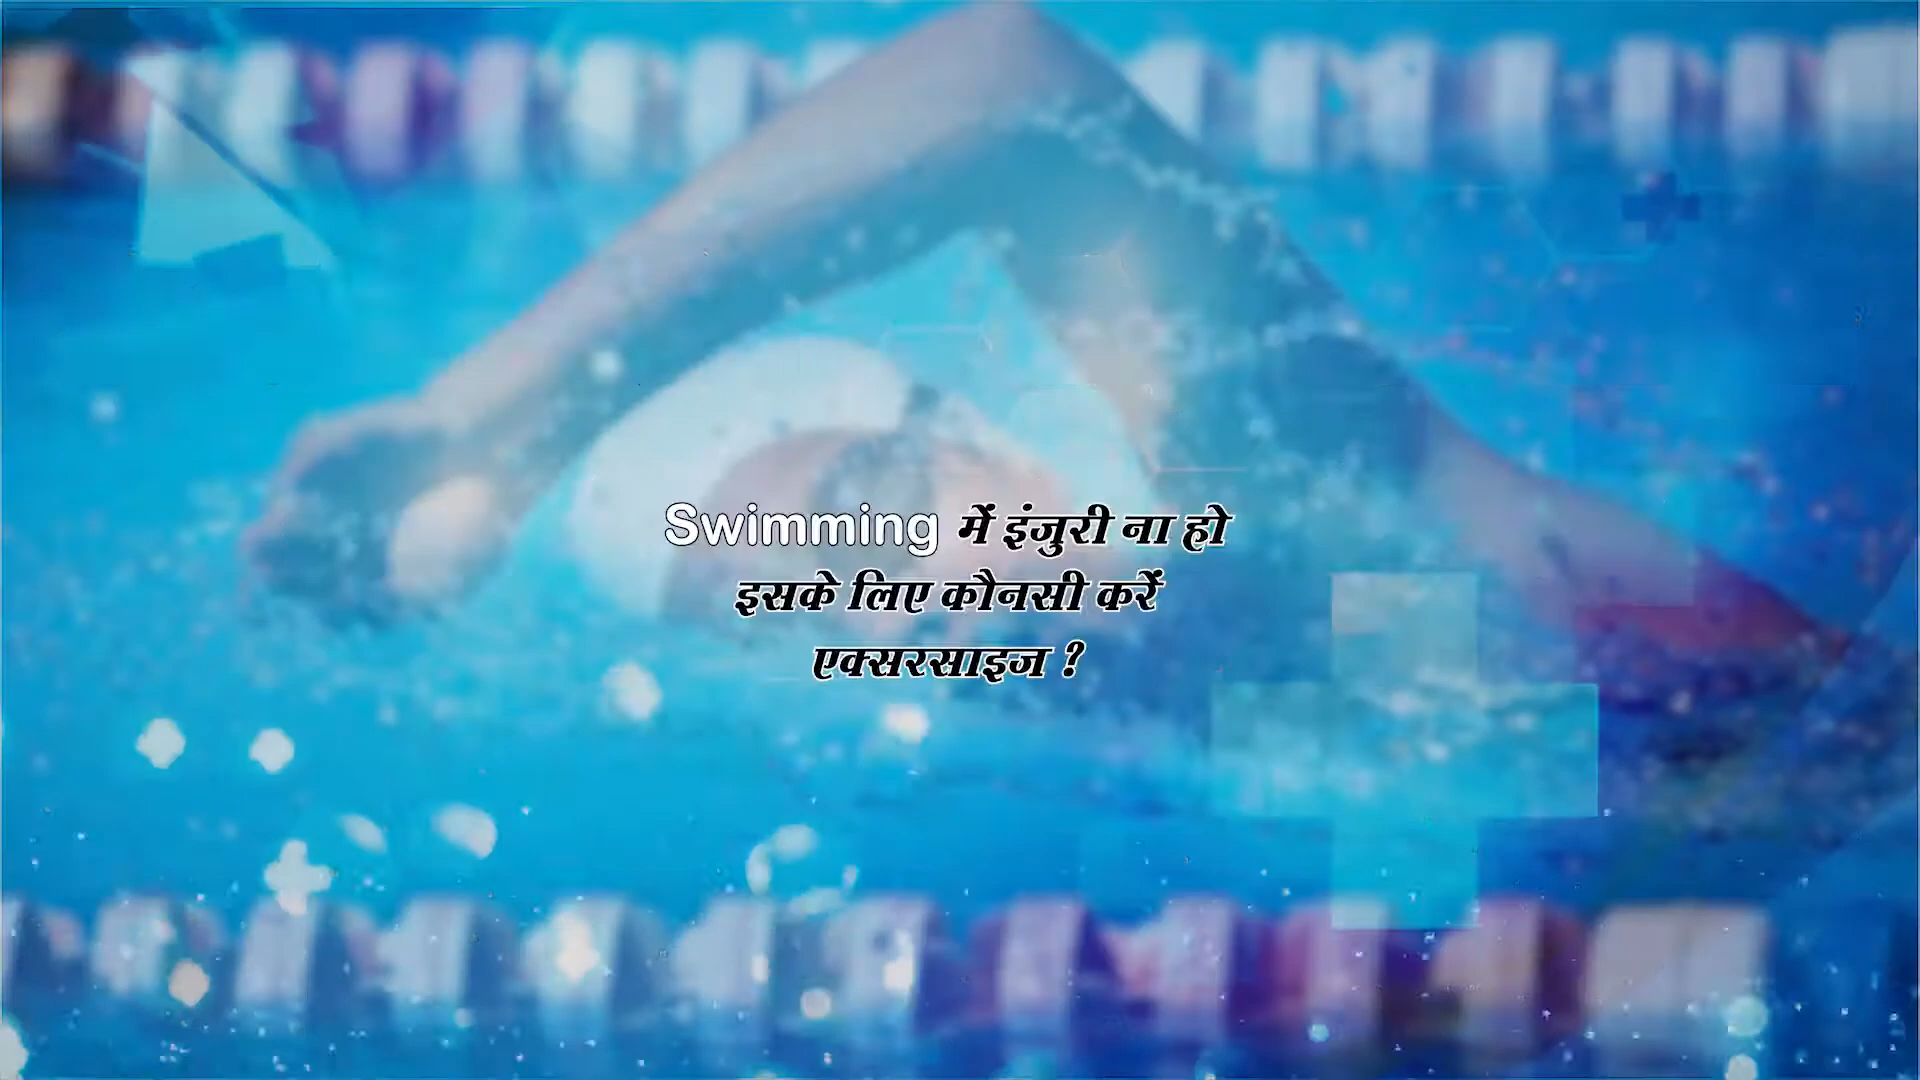 Swimming में इंजुरी ना हो
इसके लिए कौनसी करें
एक्सरसाइज ?